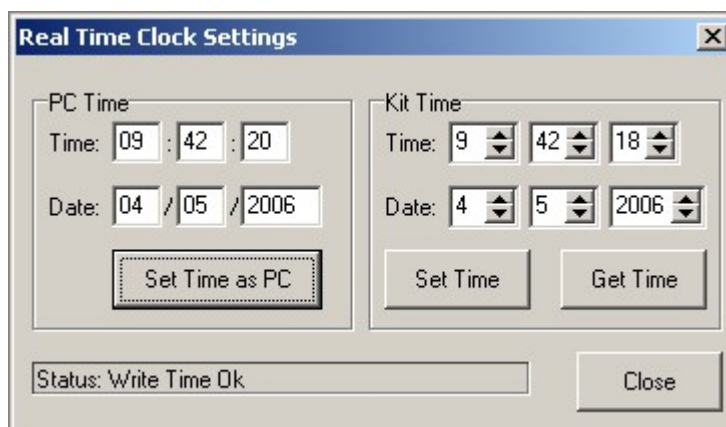 Real Time Clock Settings
PC Time
Time: 09 : 42 : 20
Date: 04 / 05 / 2006
Set Time as PC
Kit Time
Time: 9 42 18
Date: 4 5 2006
Set Time Get Time
Status: Write Time Ok
Close